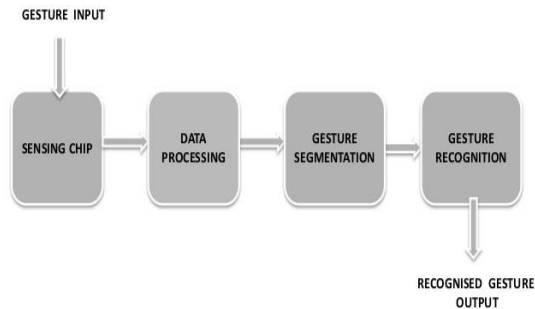 GESTURE INPUT
SENSING CHIP
DATA
PROCESSING
GESTURE
SEGMENTATION
GESTURE
RECOGNITION
RECOGNISED GESTURE
OUTPUT